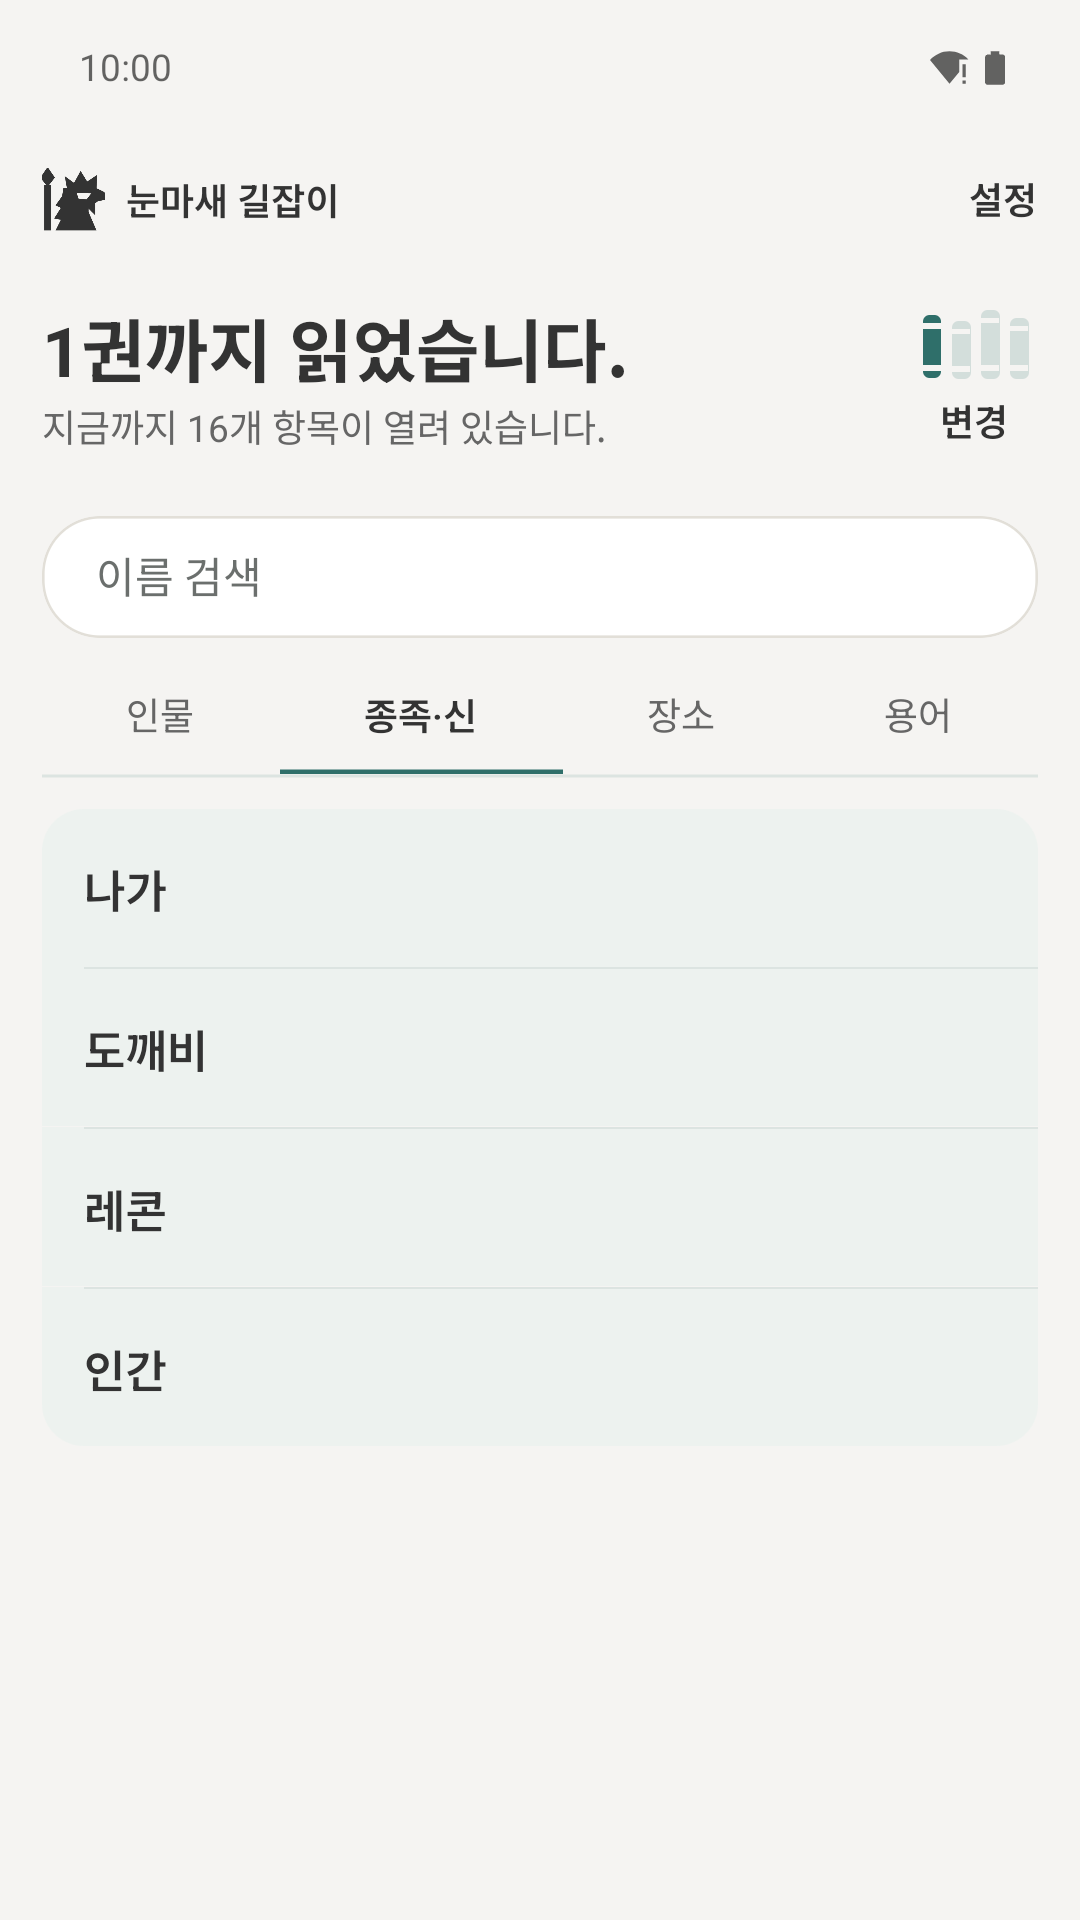 10:00
눈마새 길잡이
설정
1권까지 읽었습니다.
지금까지 16개 항목이 열려 있습니다.
변경
이름 검색
인물
종족·신
장소
용어
나가
도깨비
레콘
인간